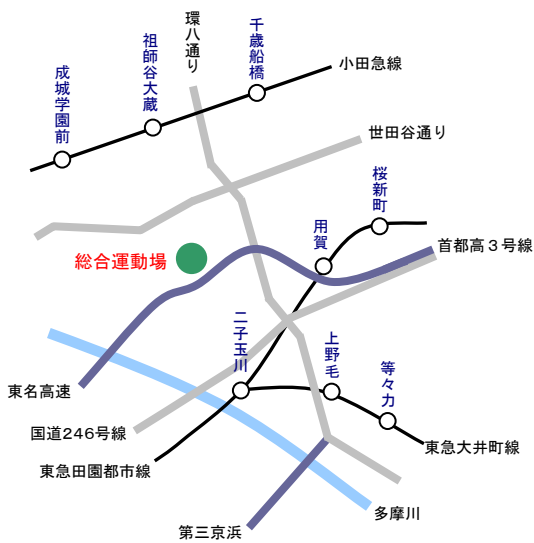 環八通り
千歳船橋
祖師谷大蔵
成城学園前
小田急線
世田谷通り
桜新町
用賀
首都高3号線
総合運動場
二子玉川
上野毛
等々力
東名高速
国道246号線
東急田園都市線
東急大井町線
多摩川
第三京浜